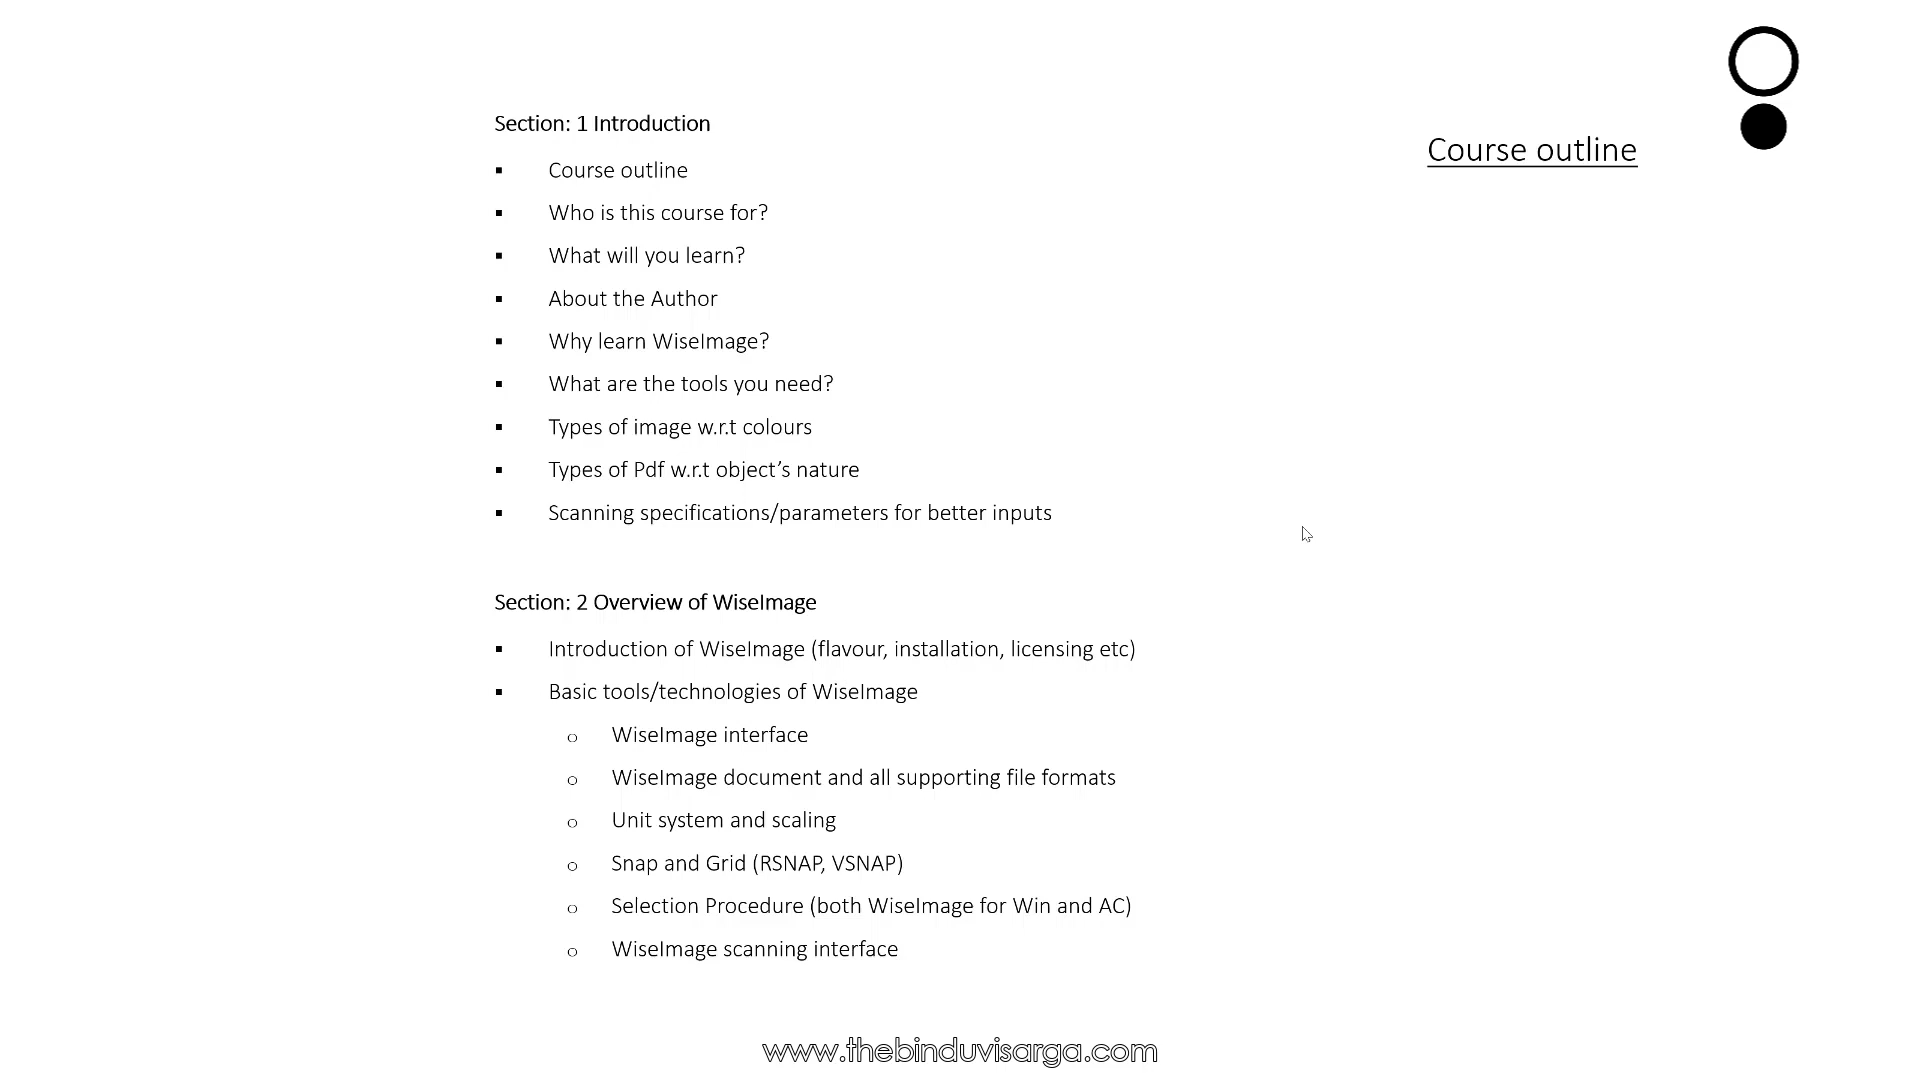 Course outline
Section: 1 Introduction
▪ Course outline
▪ Who is this course for?
▪ What will you learn?
▪ About the Author
▪ Why learn WiseImage?
▪ What are the tools you need?
▪ Types of image w.r.t colours
▪ Types of Pdf w.r.t object’s nature
▪ Scanning specifications/parameters for better inputs
Section: 2 Overview of WiseImage
▪ Introduction of WiseImage (flavour, installation, licensing etc)
▪ Basic tools/technologies of WiseImage
o WiseImage interface
o WiseImage document and all supporting file formats
o Unit system and scaling
o Snap and Grid (RSNAP, VSNAP)
o Selection Procedure (both WiseImage for Win and AC)
o WiseImage scanning interface
www.thebinduvisarga.com